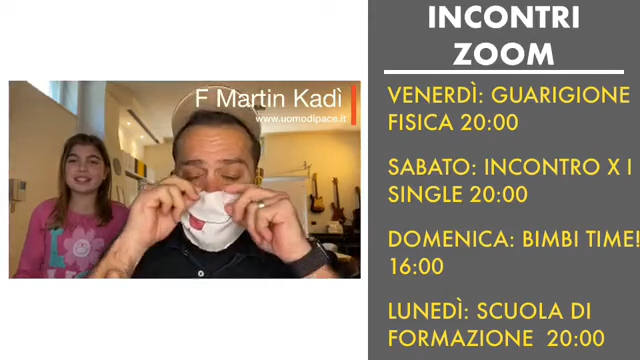 F Martin Kadì
www.uomodipace.it
INCONTRI
ZOOM
VENERDÌ: GUARIGIONE
FISICA 20:00
SABATO: INCONTRO X I
SINGLE 20:00
DOMENICA: BIMBI TIME!
16:00
LUNEDÌ: SCUOLA DI
FORMAZIONE 20:00